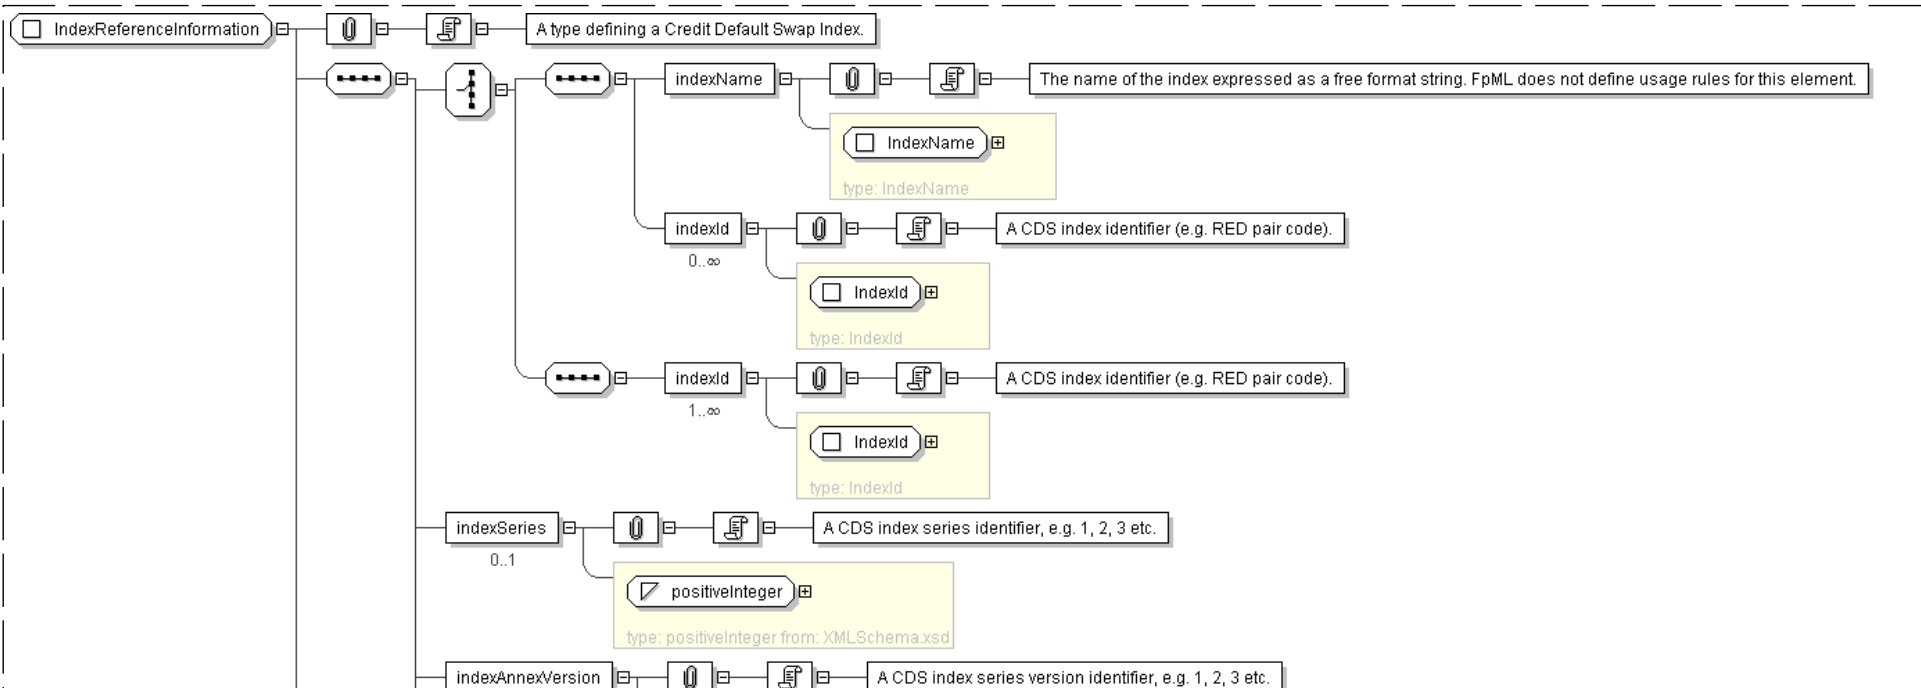 IndexReferenceInformation
A type defining a Credit Default Swap Index.
indexName
The name of the index expressed as a free format string. FpML does not define usage rules for this element.
IndexName
type: IndexName
indexId
A CDS index identifier (e.g. RED pair code).
0..∞
IndexId
type: IndexId
indexId
A CDS index identifier (e.g. RED pair code).
1..∞
IndexId
type: IndexId
indexSeries
A CDS index series identifier, e.g. 1, 2, 3 etc.
0..1
positiveInteger
type: positiveInteger from: XMLSchema.xsd
indexAnnexVersion
A CDS index series version identifier, e.g. 1, 2, 3 etc.